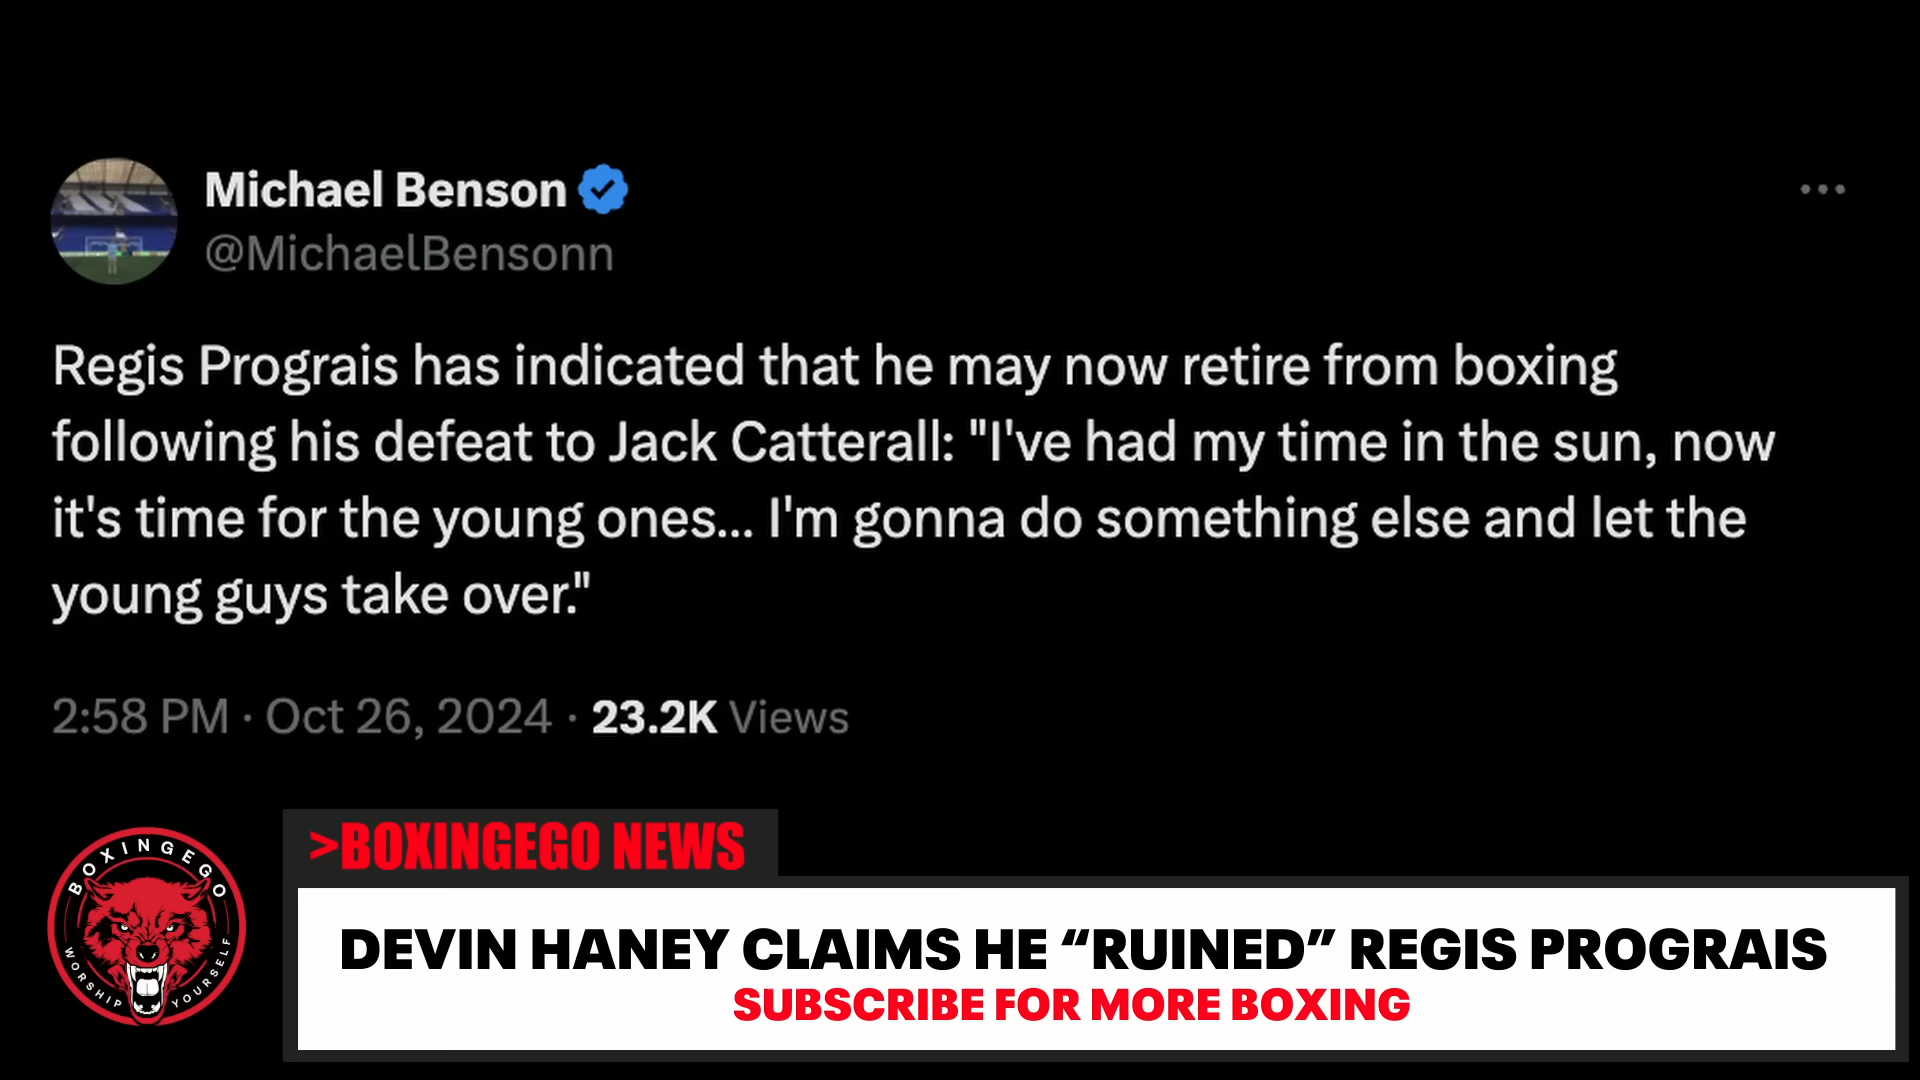 Michael Benson
@MichaelBensonn
Regis Prograis has indicated that he may now retire from boxing
following his defeat to Jack Catterall: "I've had my time in the sun, now
it's time for the young ones... I'm gonna do something else and let the
young guys take over."
2:58 PM · Oct 26, 2024 · 23.2K Views
BOXINGEGO
WORSHIP YOURSELF
>BOXINGEGO NEWS
DEVIN HANEY CLAIMS HE “RUINED” REGIS PROGRAIS
SUBSCRIBE FOR MORE BOXING